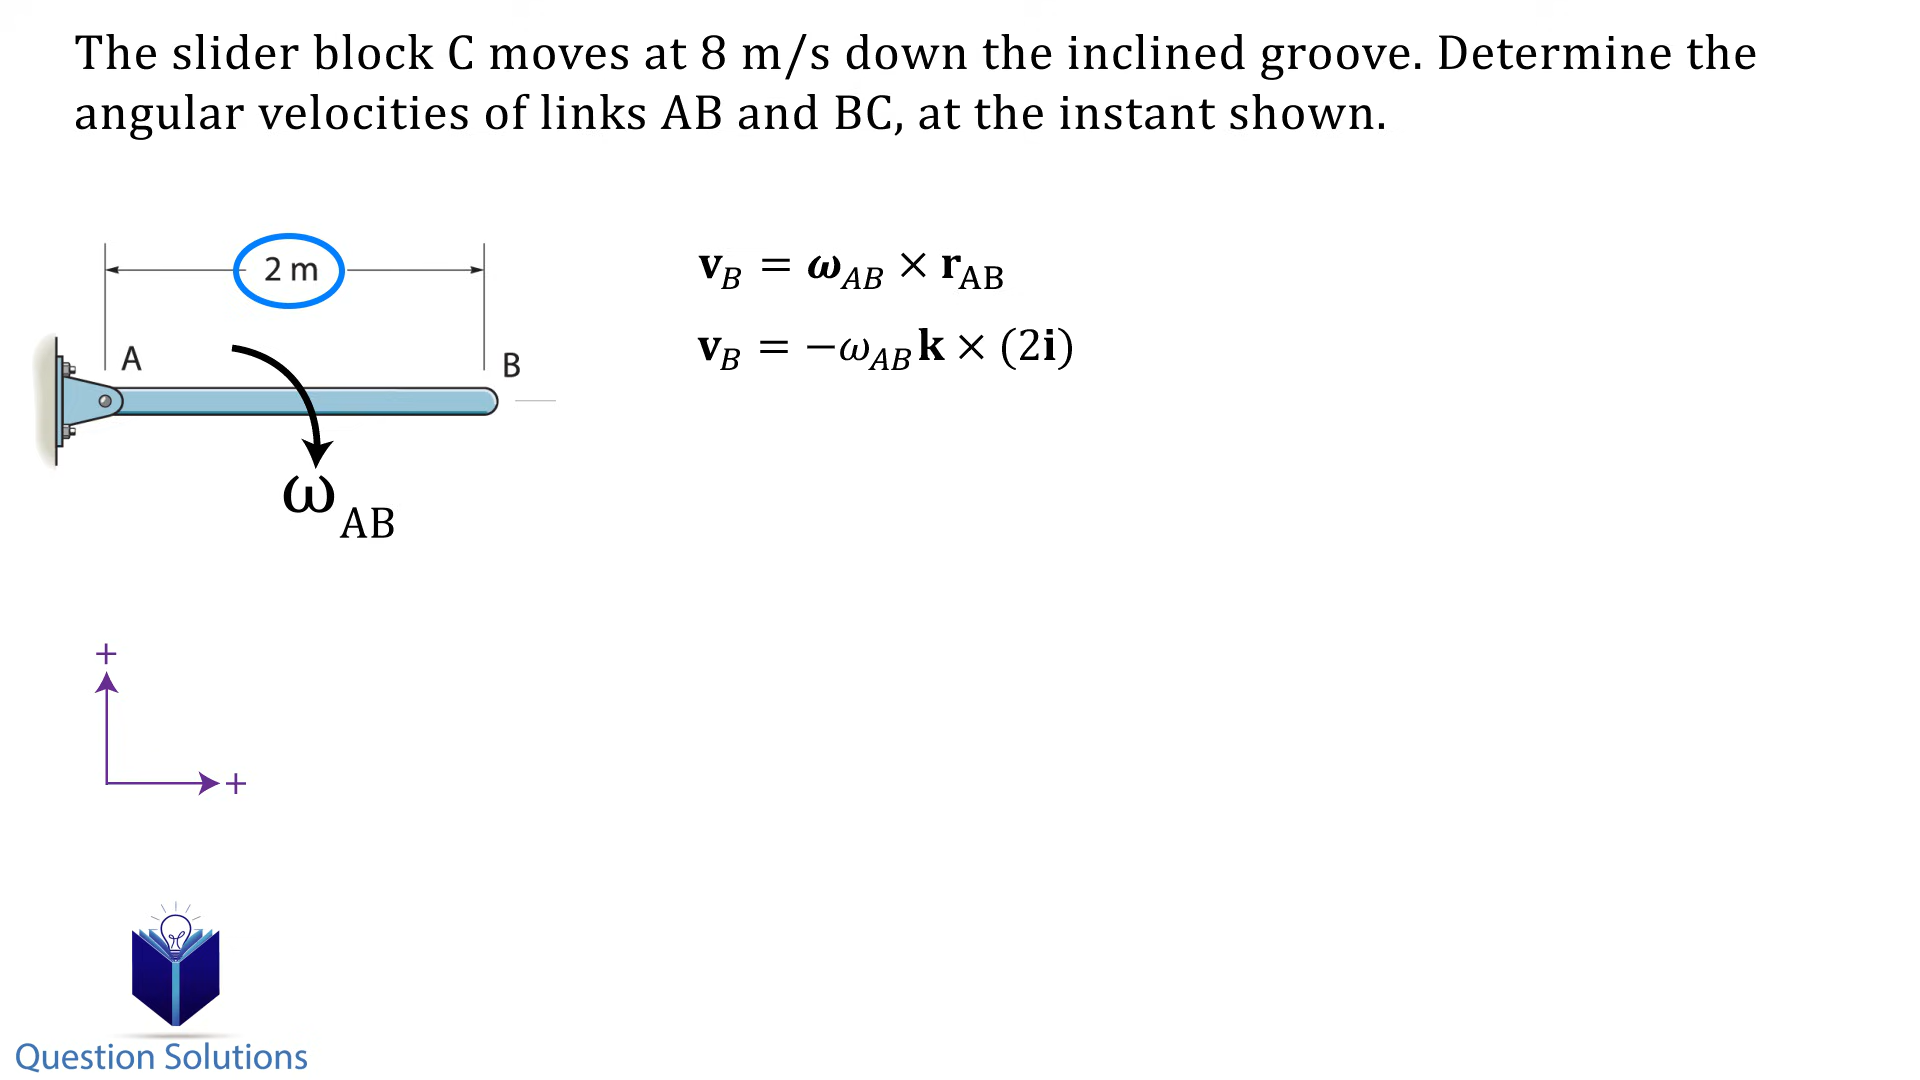 The slider block C moves at 8 m/s down the inclined groove. Determine the
angular velocities of links AB and BC, at the instant shown.
2 m
A
B
ω_AB
𝐯_B = 𝝎_AB × 𝐫_AB
𝐯_B = −ω_AB 𝐤 × (2𝐢)
+
+
Question Solutions